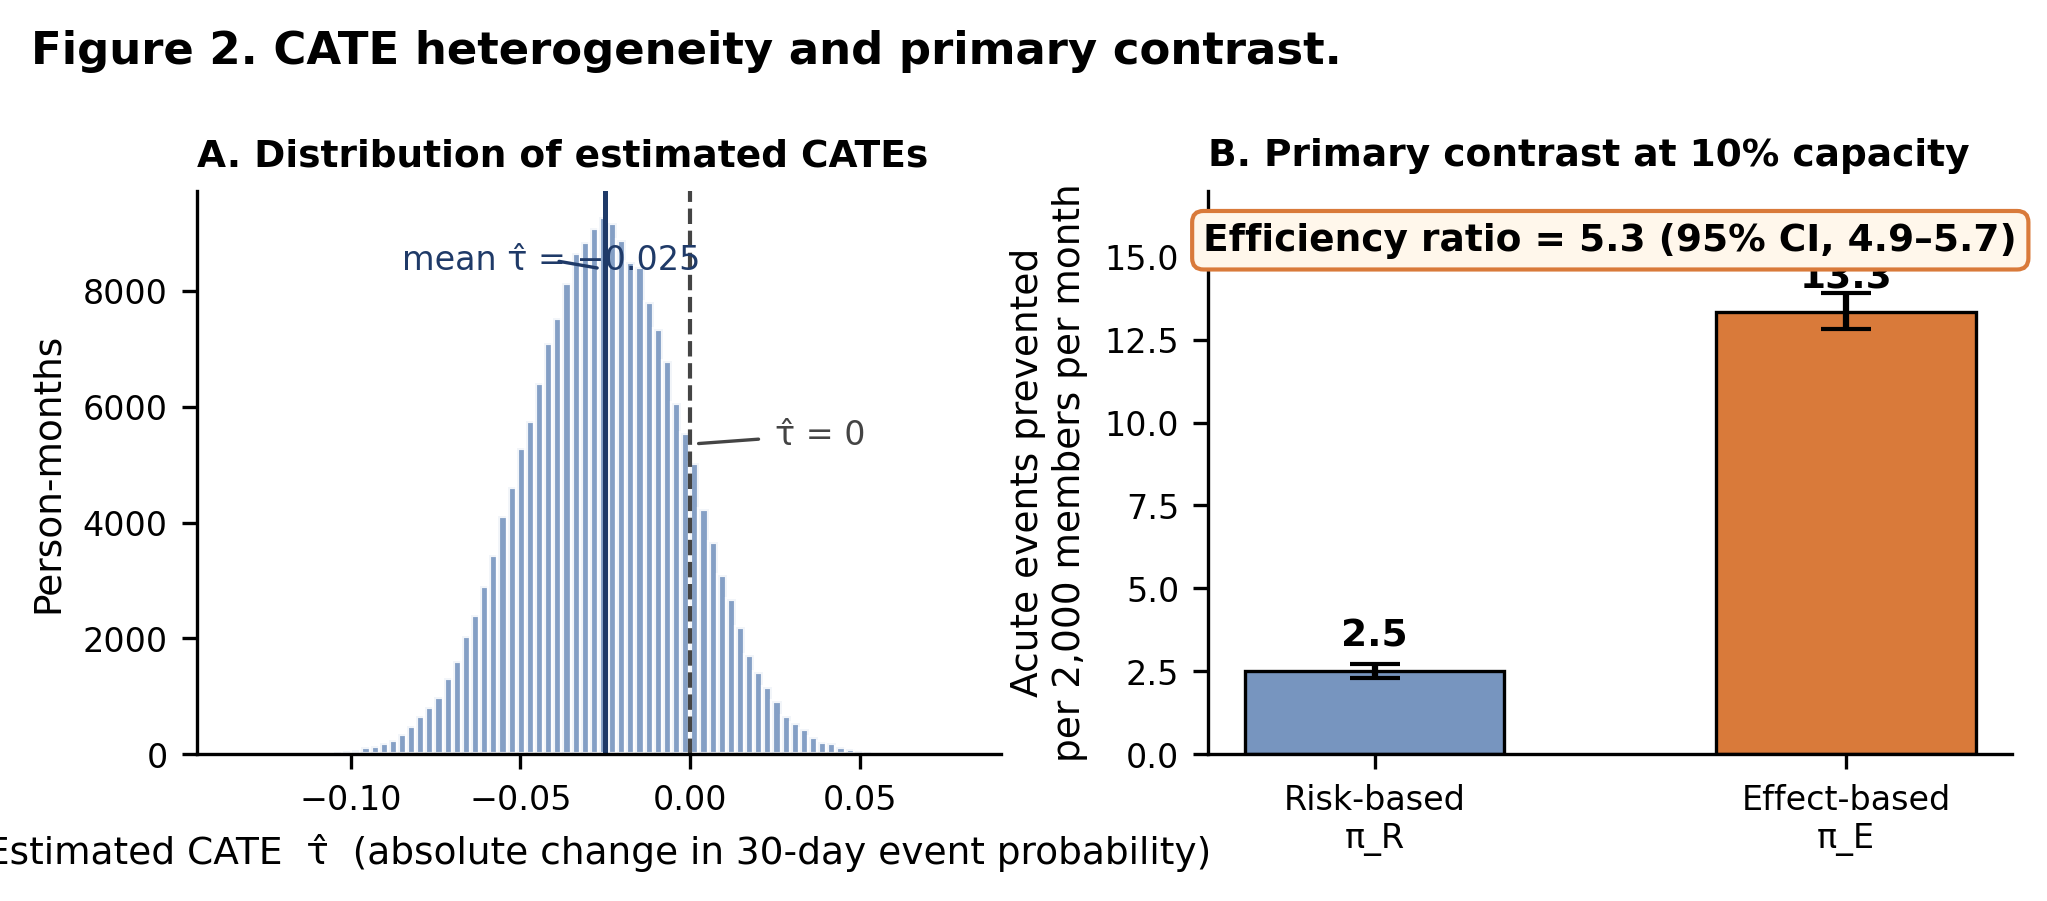 Figure 2. CATE heterogeneity and primary contrast.
A. Distribution of estimated CATEs
Person-months
8000
6000
4000
2000
0
mean τ̂ = −0.025
τ̂ = 0
−0.10
−0.05
0.00
0.05
Estimated CATE τ̂ (absolute change in 30-day event probability)
B. Primary contrast at 10% capacity
Acute events prevented
per 2,000 members per month
15.0
12.5
10.0
7.5
5.0
2.5
0.0
Efficiency ratio = 5.3 (95% CI, 4.9–5.7)
13.3
2.5
Risk-based
π_R
Effect-based
π_E